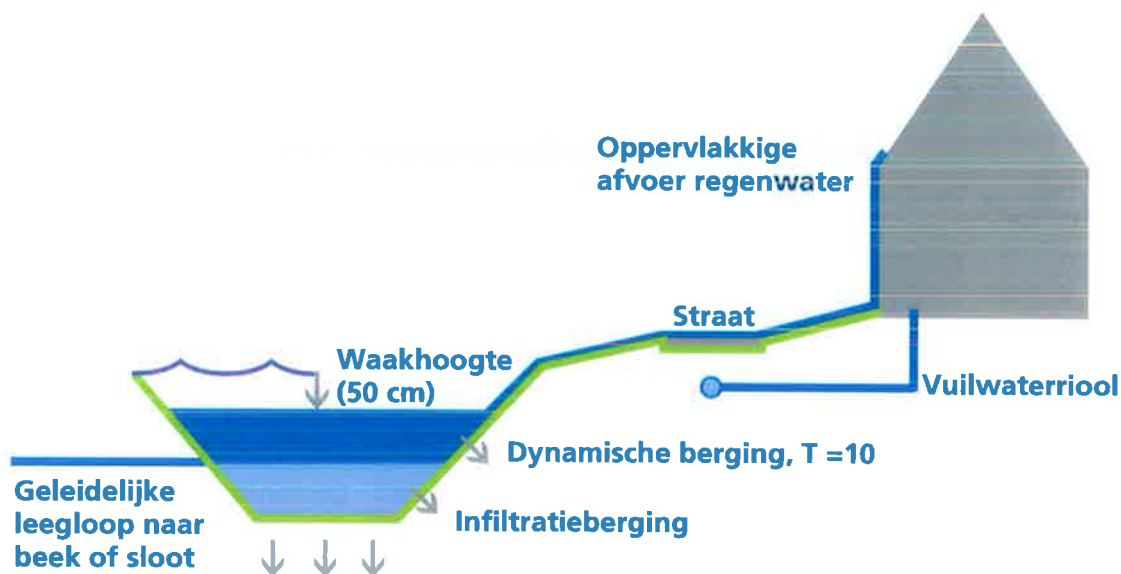 Oppervlakkige
afvoer regenwater
Straat
Waakhoogte
(50 cm)
Vuilwaterriool
Dynamische berging, T =10
Geleidelijke
leegloop naar
beek of sloot
Infiltratieberging